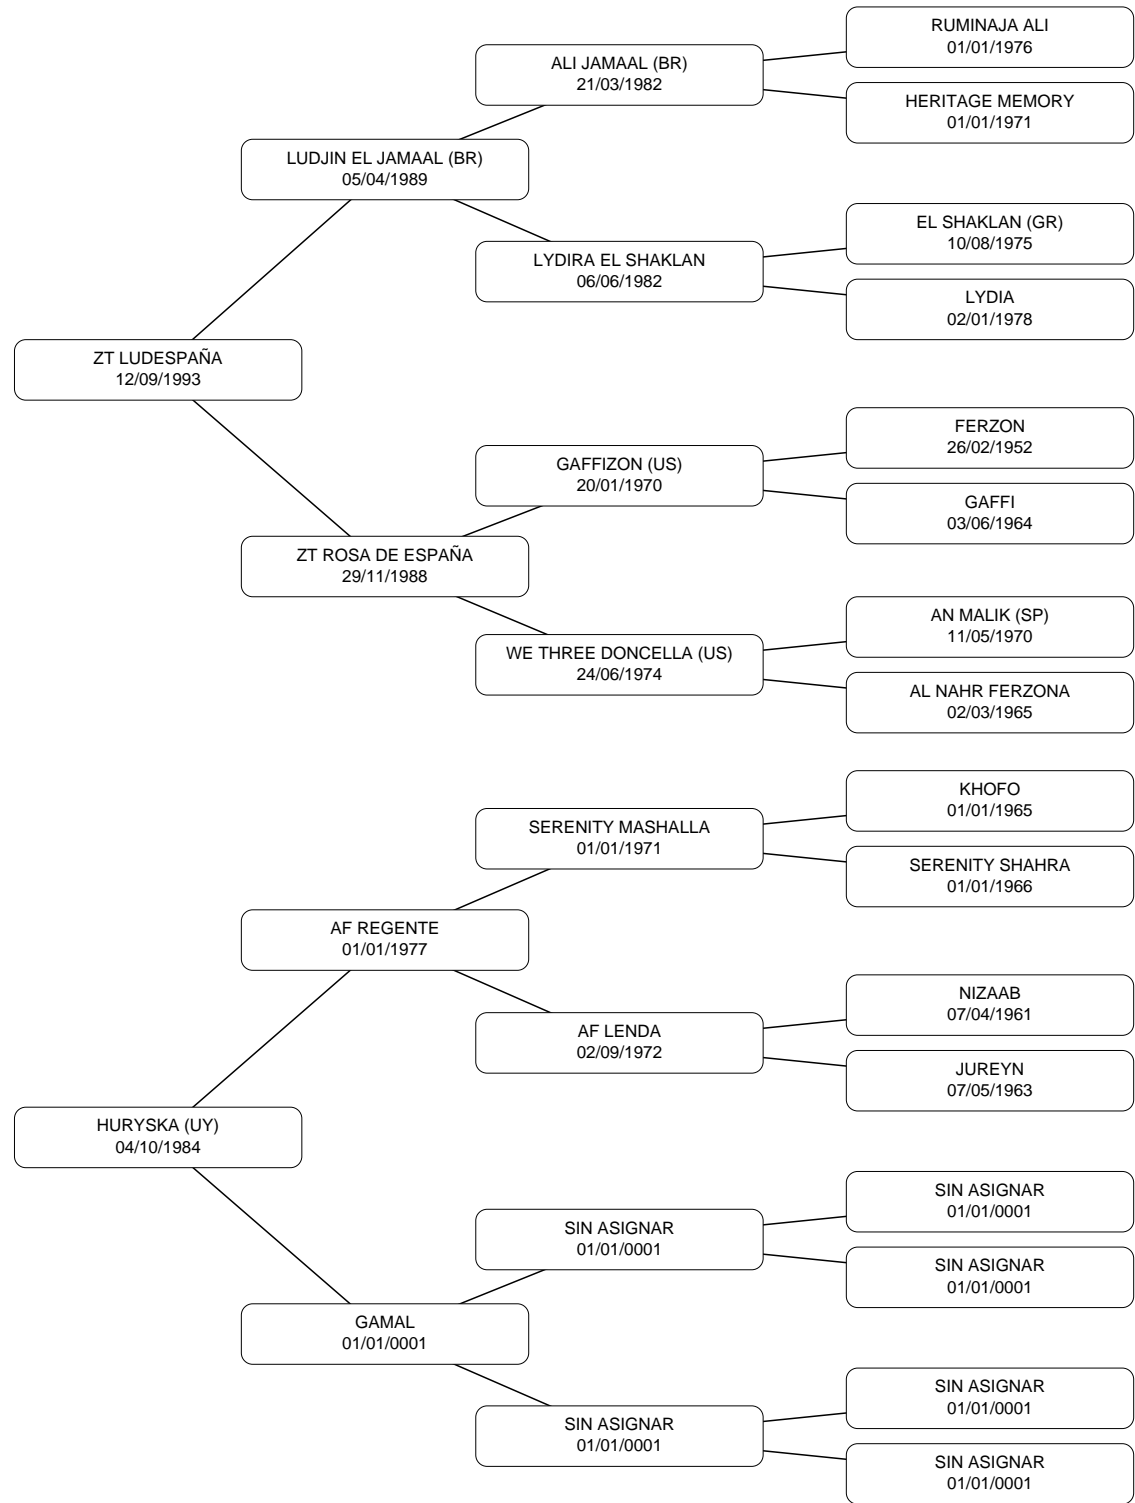 RUMINAJA ALI
01/01/1976
ALI JAMAAL (BR)
21/03/1982
HERITAGE MEMORY
01/01/1971
LUDJIN EL JAMAAL (BR)
05/04/1989
EL SHAKLAN (GR)
10/08/1975
LYDIRA EL SHAKLAN
06/06/1982
LYDIA
02/01/1978
ZT LUDESPAÑA
12/09/1993
FERZON
26/02/1952
GAFFIZON (US)
20/01/1970
GAFFI
03/06/1964
ZT ROSA DE ESPAÑA
29/11/1988
AN MALIK (SP)
11/05/1970
WE THREE DONCELLA (US)
24/06/1974
AL NAHR FERZONA
02/03/1965
KHOFO
01/01/1965
SERENITY MASHALLA
01/01/1971
SERENITY SHAHRA
01/01/1966
AF REGENTE
01/01/1977
NIZAAB
07/04/1961
AF LENDA
02/09/1972
JUREYN
07/05/1963
HURYSKA (UY)
04/10/1984
SIN ASIGNAR
01/01/0001
SIN ASIGNAR
01/01/0001
SIN ASIGNAR
01/01/0001
GAMAL
01/01/0001
SIN ASIGNAR
01/01/0001
SIN ASIGNAR
01/01/0001
SIN ASIGNAR
01/01/0001